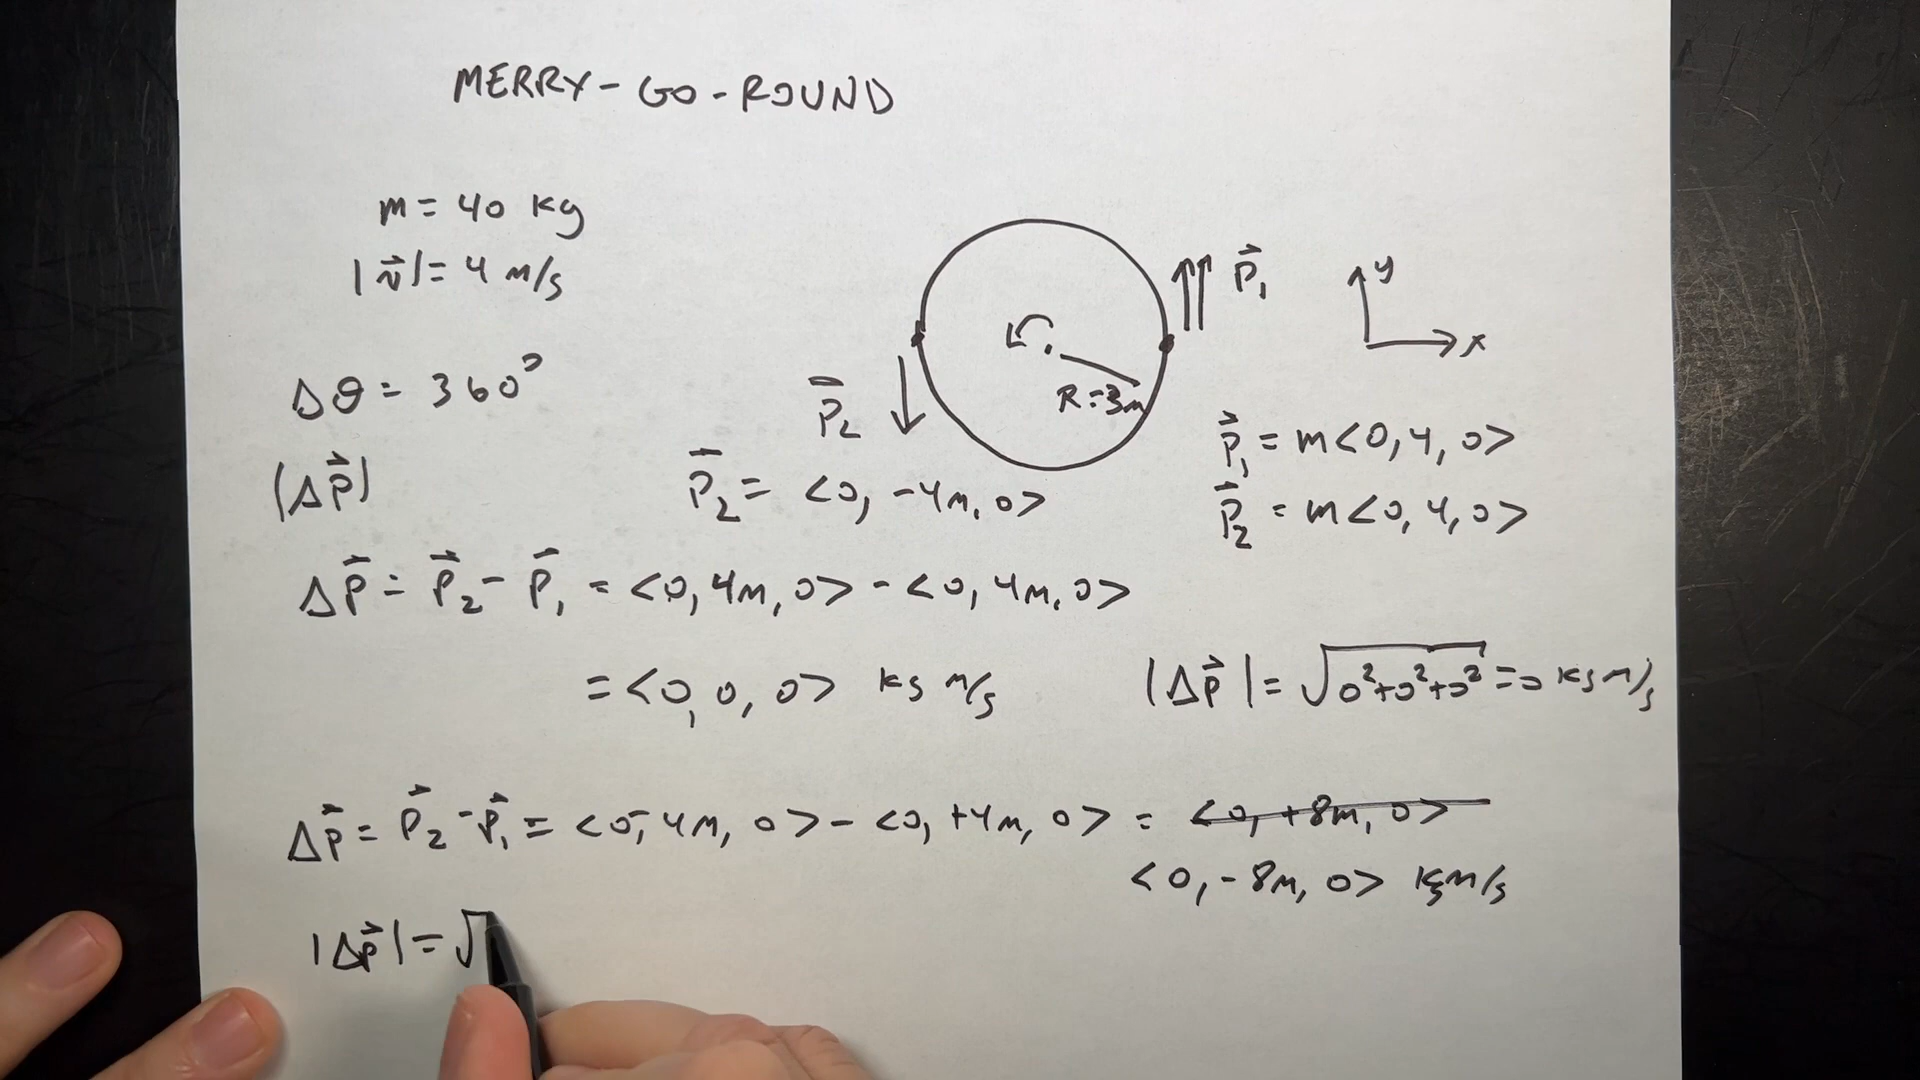 MERRY-GO-ROUND
m = 40 kg
|v⃗| = 4 m/s
Δθ = 360°
|Δp⃗|
p⃗₁
p⃗₂
R=3m
y
x
p⃗₁ = m<0, 4, 0>
p⃗₂ = m<0, 4, 0>
p⃗₂ = <0, -4m, 0>
Δp⃗ = p⃗₂ - p⃗₁ = <0, 4m, 0> - <0, 4m, 0>
= <0, 0, 0> kg m/s
|Δp⃗| = √(0²+0²+0²) = 0 kg m/s
Δp⃗ = p⃗₂ - p⃗₁ = <0, -4m, 0> - <0, +4m, 0> = <0, +8m, 0>
<0, -8m, 0> kg m/s
|Δp⃗| = √